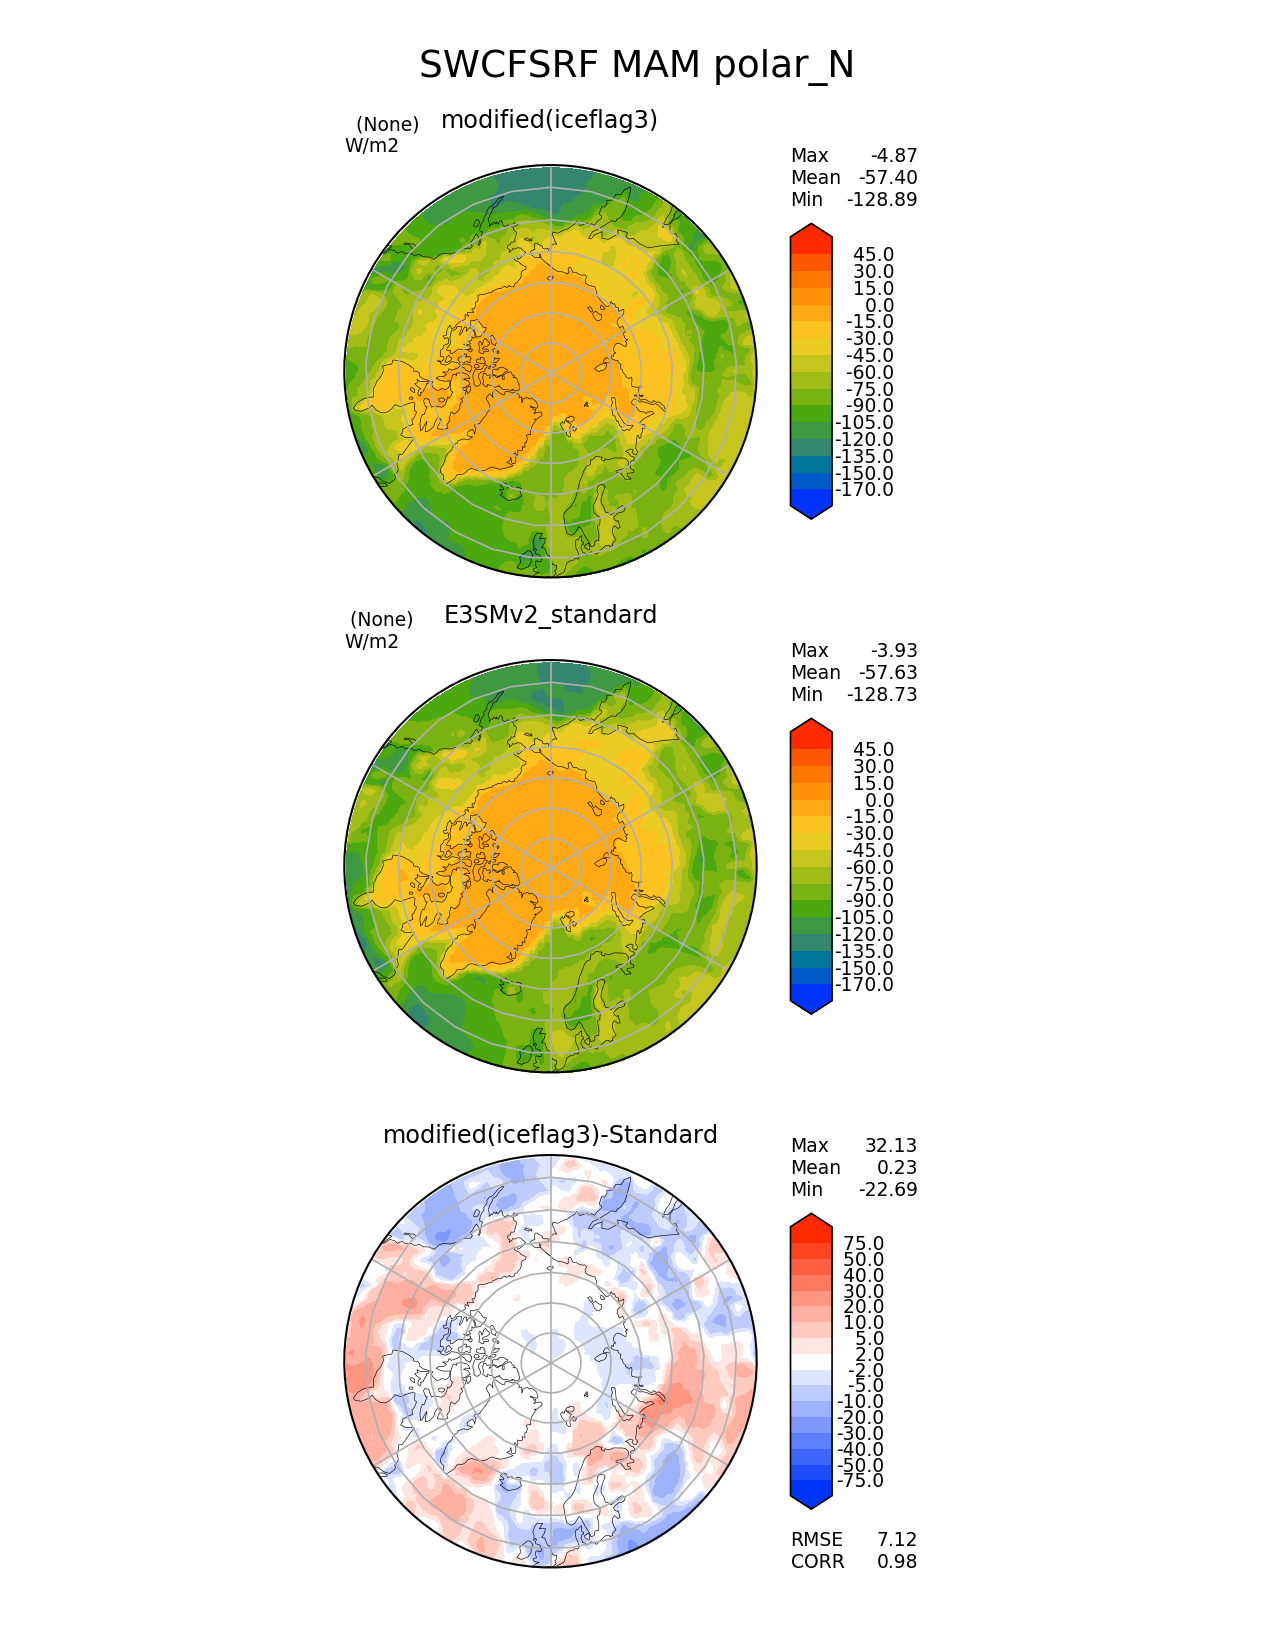 SWCFSRF MAM polar_N
(None) modified(iceflag3)
W/m2
Max -4.87
Mean -57.40
Min -128.89
45.0
30.0
15.0
0.0
-15.0
-30.0
-45.0
-60.0
-75.0
-90.0
-105.0
-120.0
-135.0
-150.0
-170.0
(None) E3SMv2_standard
W/m2
Max -3.93
Mean -57.63
Min -128.73
45.0
30.0
15.0
0.0
-15.0
-30.0
-45.0
-60.0
-75.0
-90.0
-105.0
-120.0
-135.0
-150.0
-170.0
modified(iceflag3)-Standard
Max 32.13
Mean 0.23
Min -22.69
75.0
50.0
40.0
30.0
20.0
10.0
5.0
2.0
-2.0
-5.0
-10.0
-20.0
-30.0
-40.0
-50.0
-75.0
RMSE 7.12
CORR 0.98